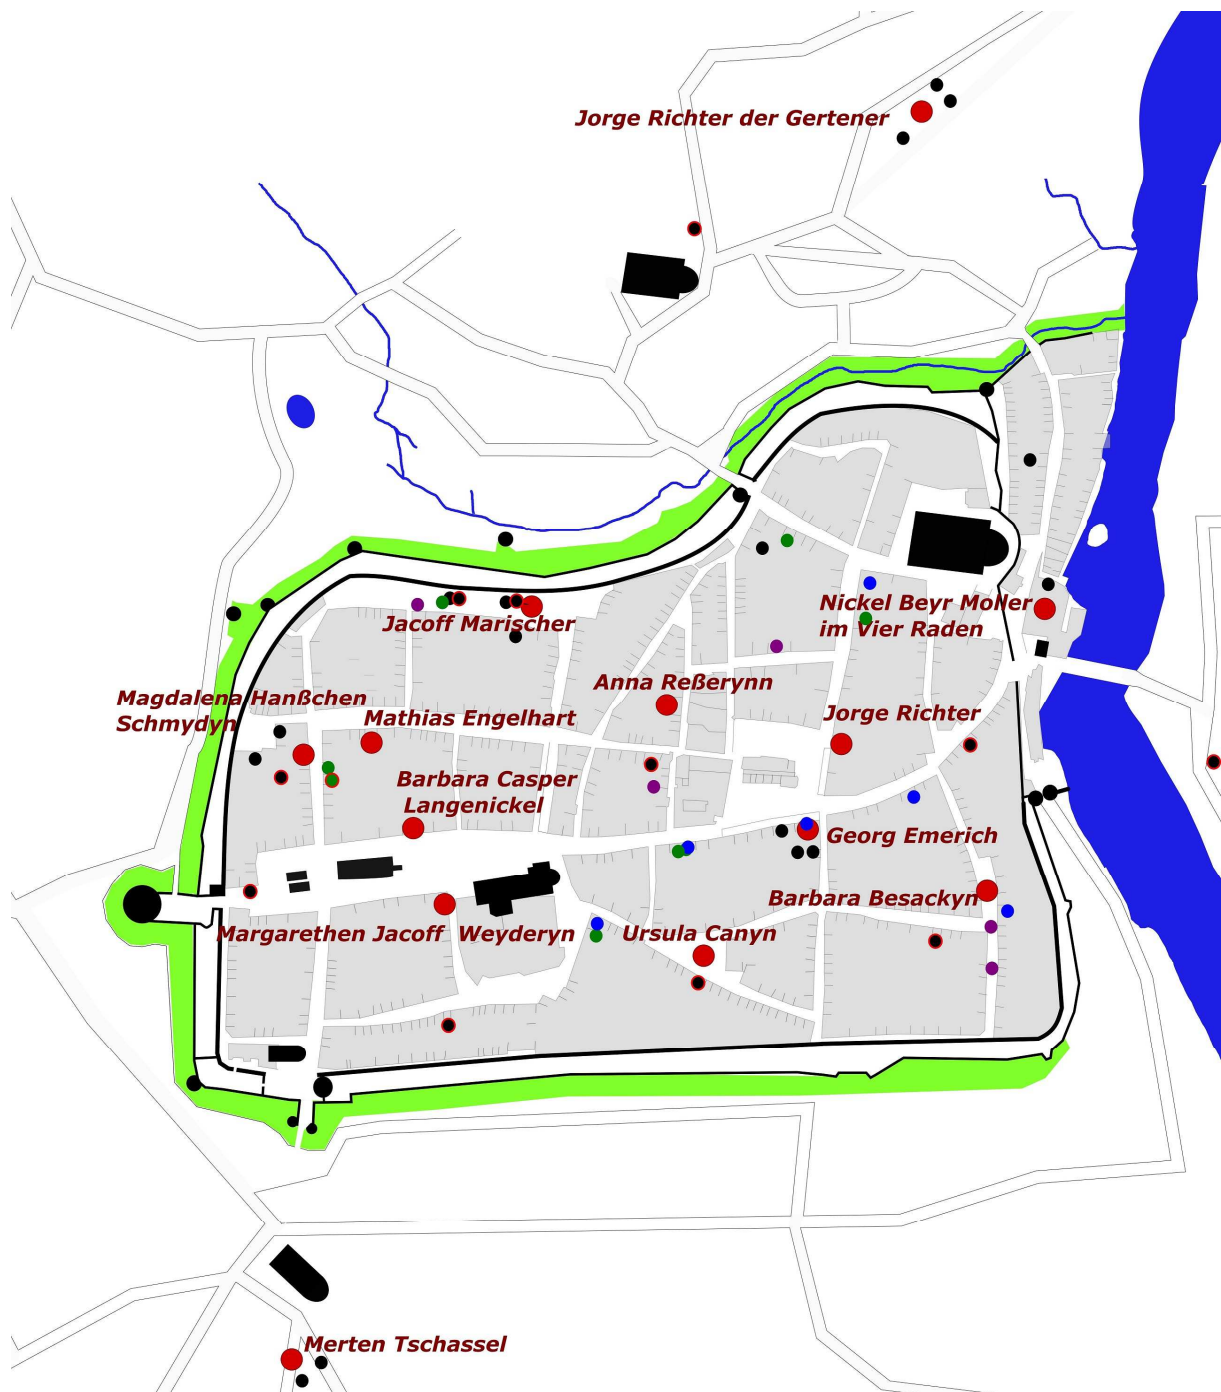 Jorge Richter der Gertener
Nickel Beyr Moller
im Vier Raden
Jacoff Marischer
Anna Reßerynn
Magdalena Hanßchen
Schmydyn
Mathias Engelhart
Jorge Richter
Barbara Casper
Langenickel
Georg Emerich
Barbara Besackyn
Margarethen Jacoff Weyderyn
Ursula Canyn
Merten Tschassel